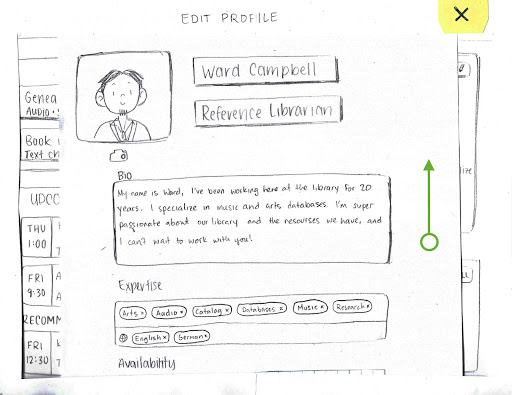 EDIT PROFILE
X
Ward Campbell
Reference Librarian
Genea
AUDIO
Book
Text ch
Bio
My name is Ward, I've been working here at the library for 20
years. I specialize in music and arts databases. I'm super
passionate about our library and the resourses we have, and
I can't wait to work with you!
UPCO
THU
1:00
FRI
9:30
RECOMM
FRI
12:30
Expertise
Arts x Audio x Catalog x Databases x Music x Research x
English x German x
Availability